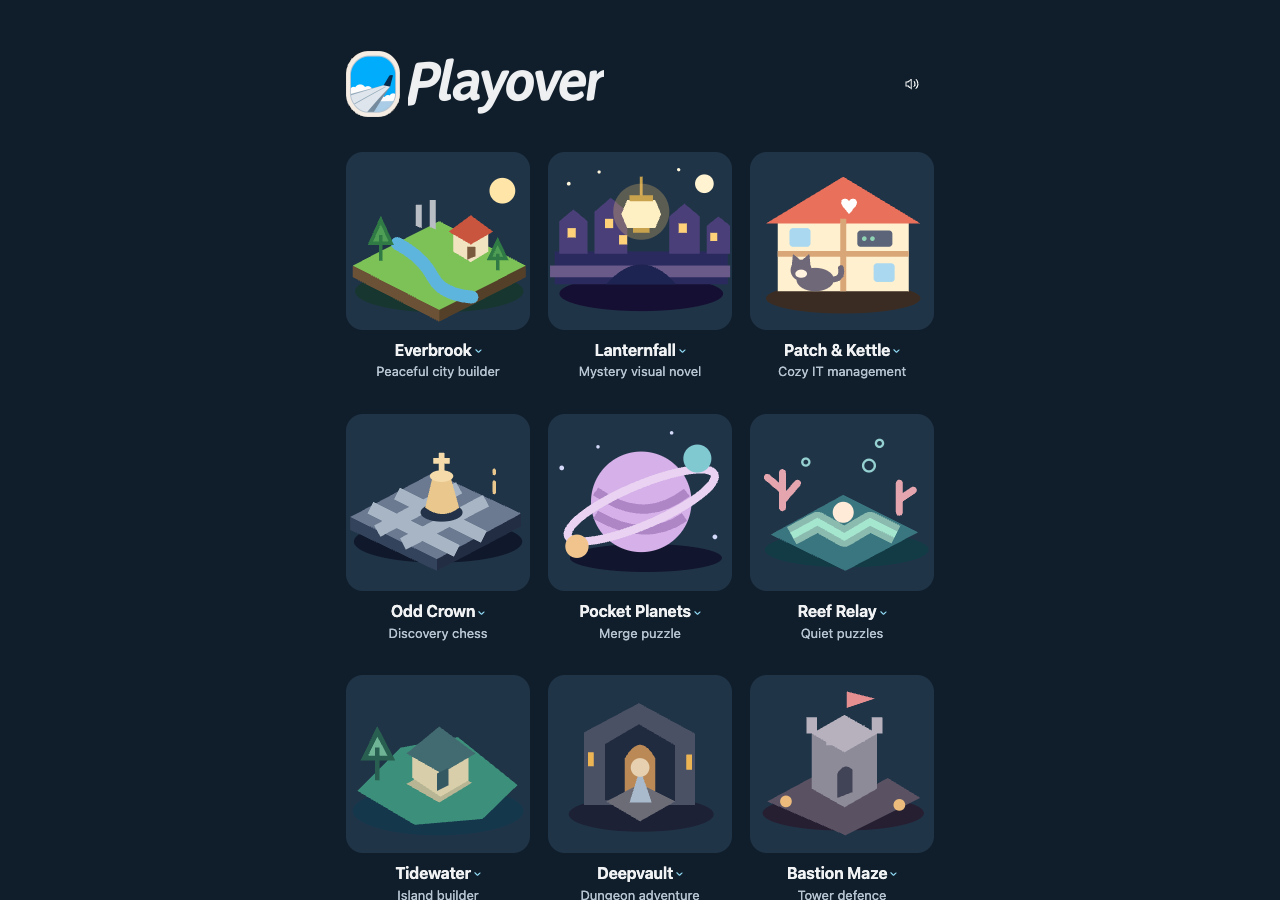 Playover
Everbrook
Peaceful city builder
Lanternfall
Mystery visual novel
Patch & Kettle
Cozy IT management
Odd Crown
Discovery chess
Pocket Planets
Merge puzzle
Reef Relay
Quiet puzzles
Tidewater
Island builder
Deepvault
Dungeon adventure
Bastion Maze
Tower defence